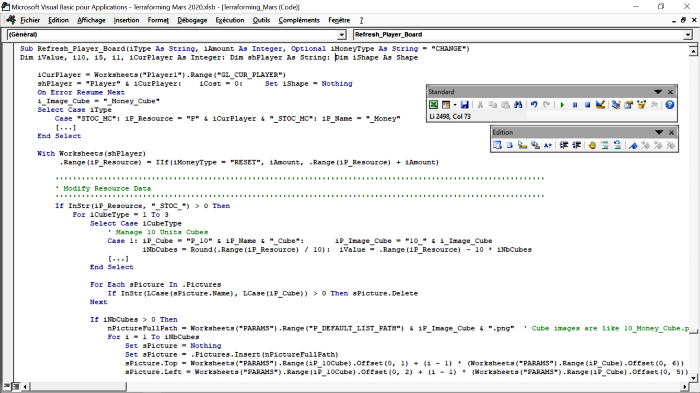 Microsoft Visual Basic pour Applications - Terraforming Mars 2020.xlsb - [Terraforming_Mars (Code)]
Fichier Edition Affichage Insertion Format Débogage Exécution Outils Compléments Fenêtre ?
(Général) Refresh_Player_Board
Sub Refresh_Player_Board(iType As String, iAmount As Integer, Optional iMoneyType As String = "CHANGE")
Dim iValue, i10, i5, i1, iCurPlayer As Integer: Dim shPlayer As String: Dim iShape As Shape
iCurPlayer = Worksheets("Player1").Range("GL_CUR_PLAYER")
shPlayer = "Player" & iCurPlayer: iCost = 0: Set iShape = Nothing
On Error Resume Next
i_Image_Cube = "_Money_Cube"
Select Case iType
Case "STOC_MC": iP_Resource = "P" & iCurPlayer & "_STOC_MC": iP_Name = "_Money"
[...]
End Select
With Worksheets(shPlayer)
.Range(iP_Resource) = IIf(iMoneyType = "RESET", iAmount, .Range(iP_Resource) + iAmount)
' Modify Resource Data
If InStr(iP_Resource, "_STOC_") > 0 Then
For iCubeType = 1 To 3
Select Case iCubeType
' Manage 10 Units Cubes
Case 1: iP_Cube = "P_10" & iP_Name & "_Cube": iP_Image_Cube = "10_" & i_Image_Cube
iNbCubes = Round(.Range(iP_Resource) / 10): iValue = .Range(iP_Resource) - 10 * iNbCubes
[...]
End Select
For Each sPicture In .Pictures
If InStr(LCase(sPicture.Name), LCase(iP_Cube)) > 0 Then sPicture.Delete
Next
If iNbCubes > 0 Then
nPictureFullPath = Worksheets("PARAMS").Range("P_DEFAULT_LIST_PATH") & iP_Image_Cube & ".png" ' Cube images are like 10_Money_Cube.p
For i = 1 To iNbCubes
Set sPicture = Nothing
Set sPicture = .Pictures.Insert(nPictureFullPath)
sPicture.Top = Worksheets("PARAMS").Range(iP_10Cube).Offset(0, 1) + (i - 1) * (Worksheets("PARAMS").Range(iP_Cube).Offset(0, 6))
sPicture.Left = Worksheets("PARAMS").Range(iP_10Cube).Offset(0, 2) + (i - 1) * (Worksheets("PARAMS").Range(iP_Cube).Offset(0, 5))
Standard
Li 2498, Col 73
Edition